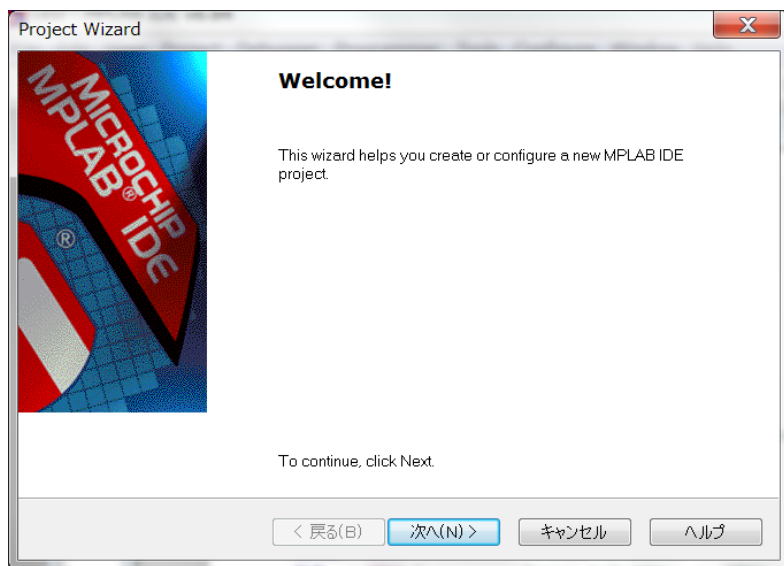 Project Wizard
MICROCHIP
MPLAB® IDE
®
Welcome!
This wizard helps you create or configure a new MPLAB IDE
project.
To continue, click Next.
< 戻る(B)
次へ(N) >
キャンセル
ヘルプ